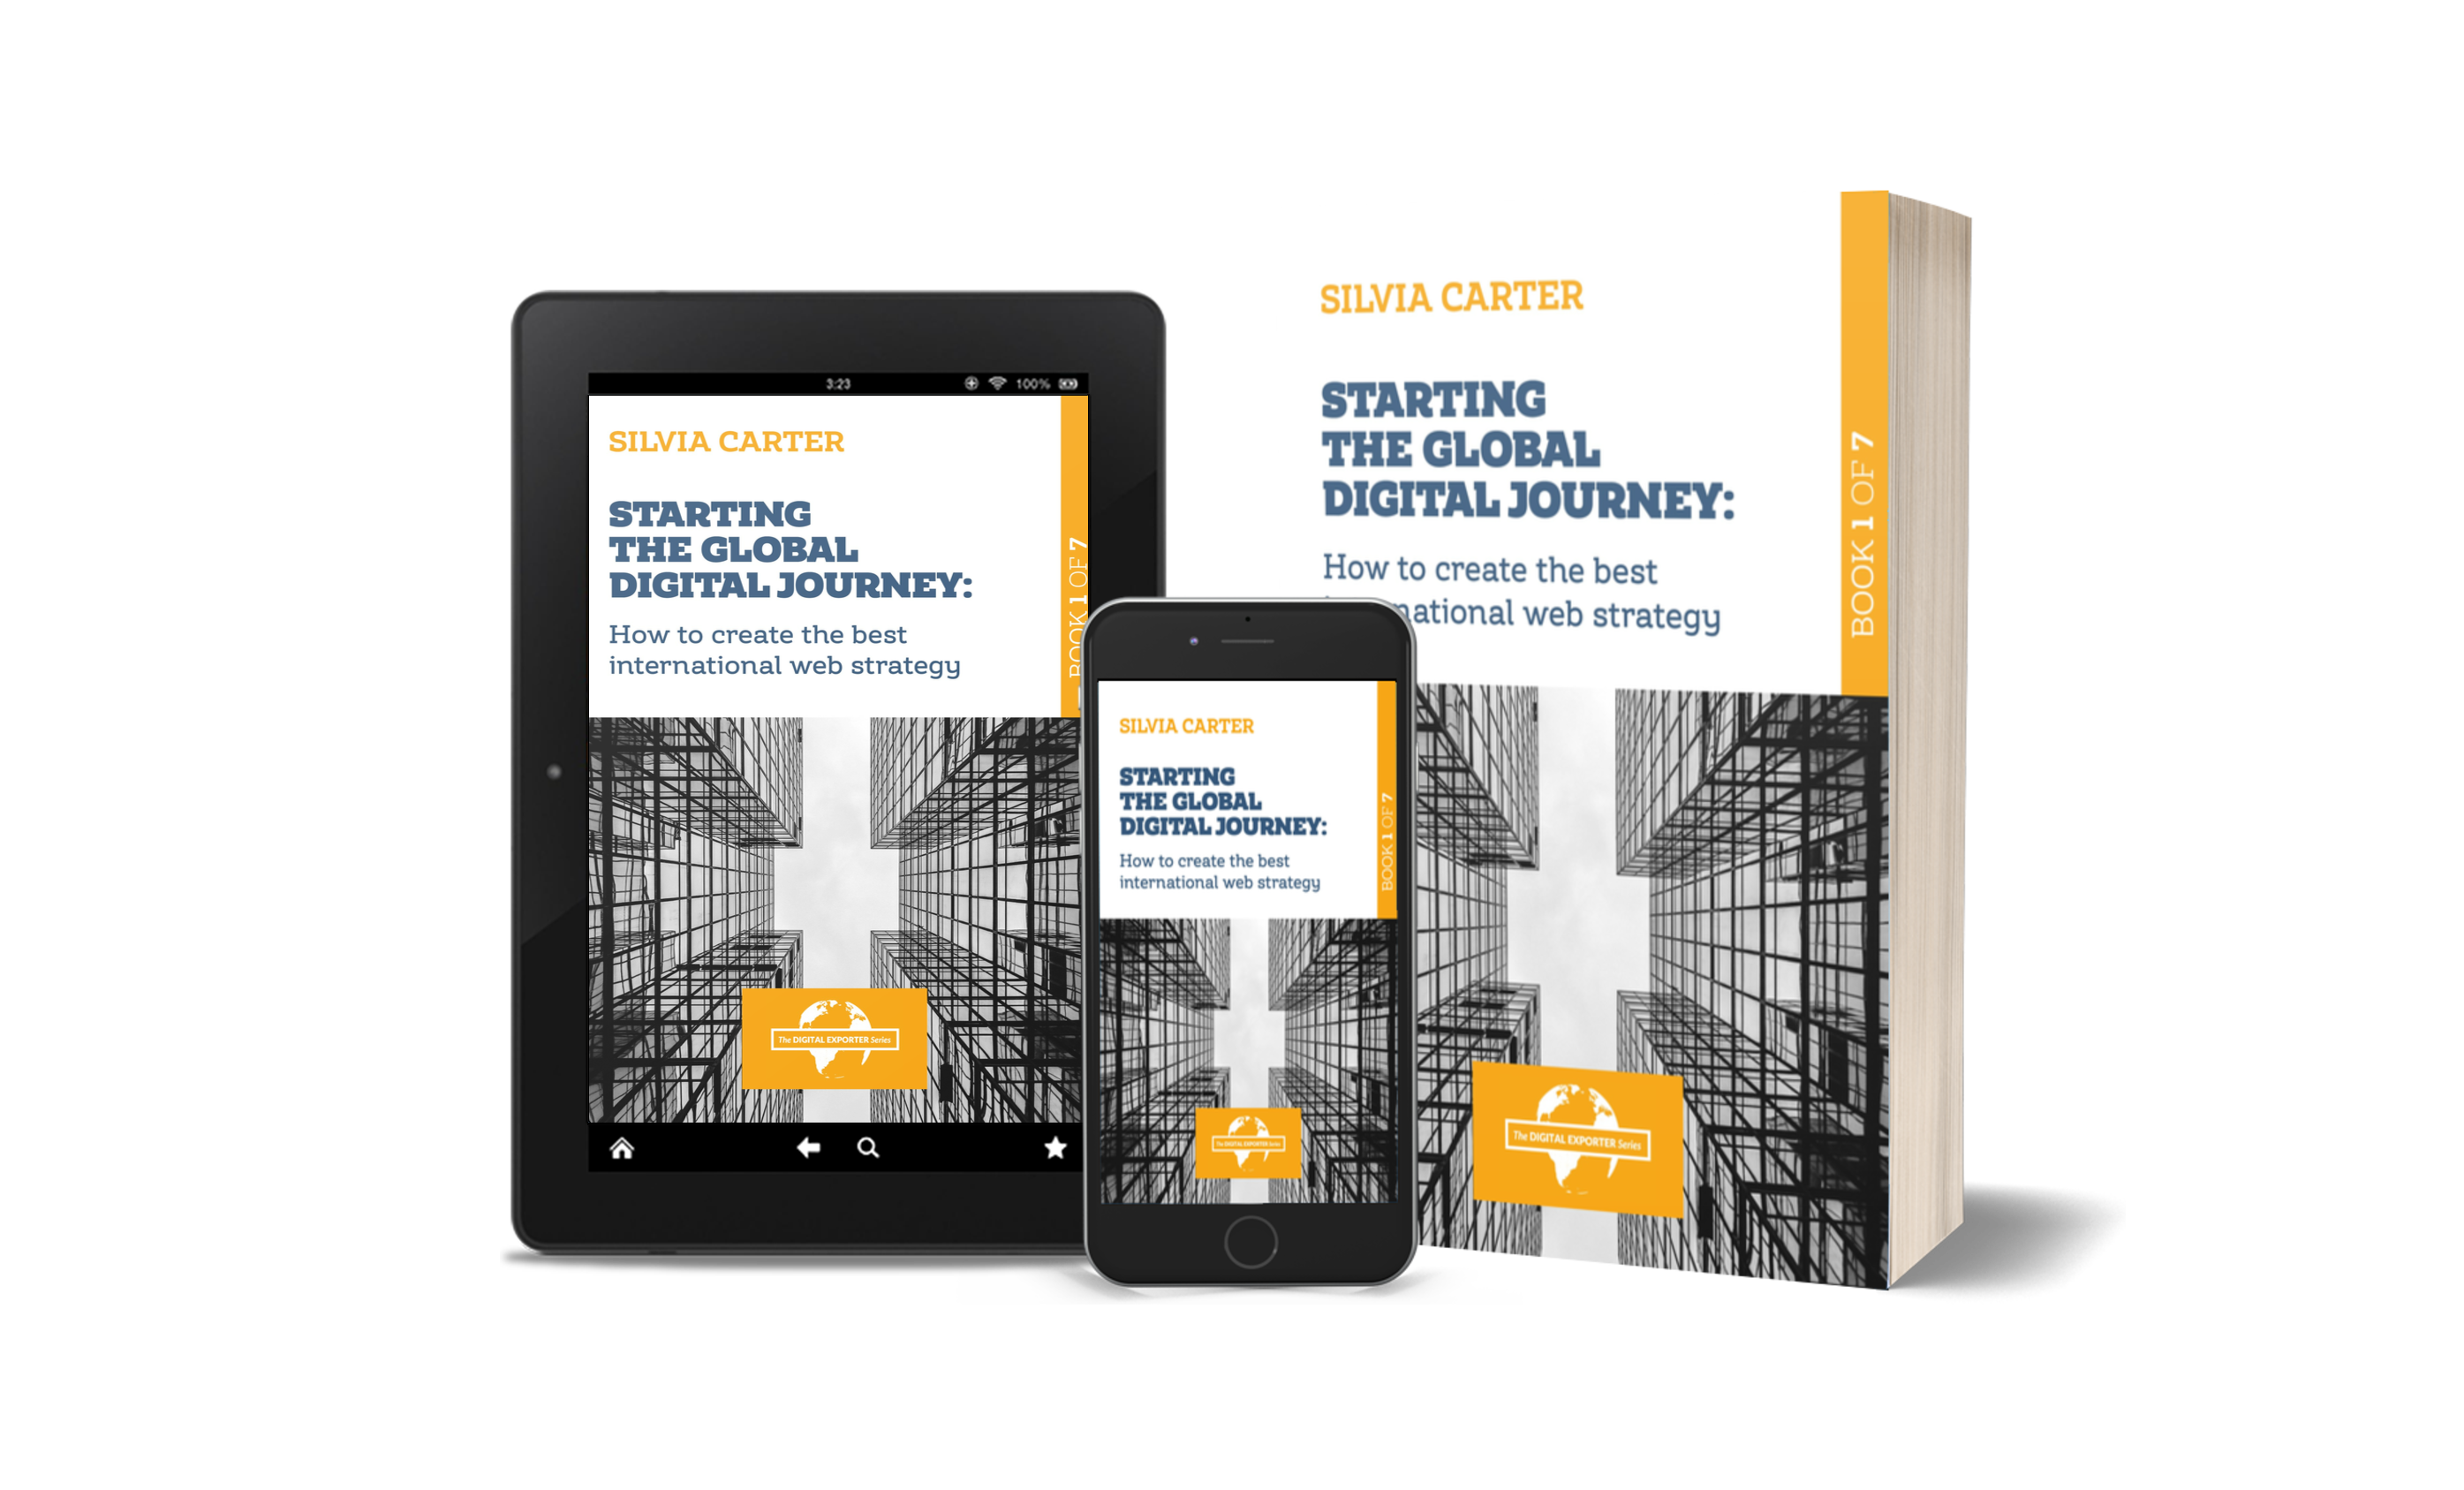 3:23
100%
SILVIA CARTER
STARTING
THE GLOBAL
DIGITAL JOURNEY:
How to create the best
international web strategy
BOOK 1 OF 7
The DIGITAL EXPORTER Series
SILVIA CARTER
STARTING
THE GLOBAL
DIGITAL JOURNEY:
How to create the best
international web strategy
BOOK 1 OF 7
The DIGITAL EXPORTER Series
SILVIA CARTER
STARTING
THE GLOBAL
DIGITAL JOURNEY:
How to create the best
national web strategy
BOOK 1 OF 7
The DIGITAL EXPORTER Series